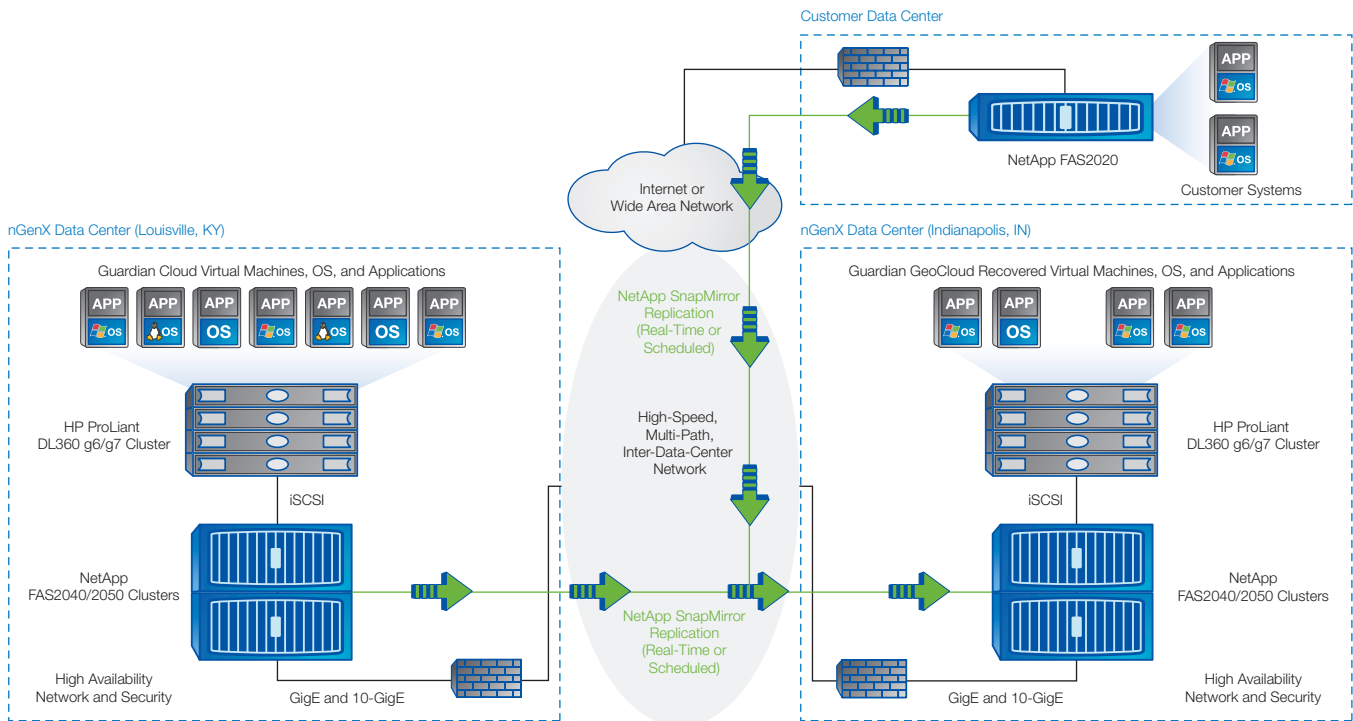 Customer Data Center
APP
OS
APP
OS
NetApp FAS2020
Customer Systems
Internet or
Wide Area Network
nGenX Data Center (Louisville, KY)
Guardian Cloud Virtual Machines, OS, and Applications
APP
APP
APP
APP
APP
APP
APP
OS
OS
OS
OS
OS
OS
OS
HP ProLiant
DL360 g6/g7 Cluster
iSCSI
NetApp
FAS2040/2050 Clusters
High Availability
Network and Security
GigE and 10-GigE
NetApp SnapMirror
Replication
(Real-Time or
Scheduled)
High-Speed,
Multi-Path,
Inter-Data-Center
Network
NetApp SnapMirror
Replication
(Real-Time or
Scheduled)
nGenX Data Center (Indianapolis, IN)
Guardian GeoCloud Recovered Virtual Machines, OS, and Applications
APP
APP
APP
APP
OS
OS
OS
OS
HP ProLiant
DL360 g6/g7 Cluster
iSCSI
NetApp
FAS2040/2050 Clusters
GigE and 10-GigE
High Availability
Network and Security